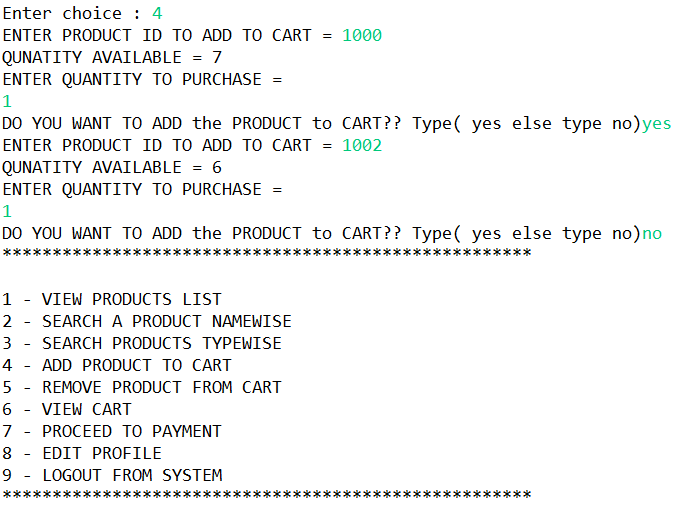 Enter choice : 4
ENTER PRODUCT ID TO ADD TO CART = 1000
QUNATITY AVAILABLE = 7
ENTER QUANTITY TO PURCHASE =
1
DO YOU WANT TO ADD the PRODUCT to CART?? Type( yes else type no)yes
ENTER PRODUCT ID TO ADD TO CART = 1002
QUNATITY AVAILABLE = 6
ENTER QUANTITY TO PURCHASE =
1
DO YOU WANT TO ADD the PRODUCT to CART?? Type( yes else type no)no
*****************************************************
1 - VIEW PRODUCTS LIST
2 - SEARCH A PRODUCT NAMEWISE
3 - SEARCH PRODUCTS TYPEWISE
4 - ADD PRODUCT TO CART
5 - REMOVE PRODUCT FROM CART
6 - VIEW CART
7 - PROCEED TO PAYMENT
8 - EDIT PROFILE
9 - LOGOUT FROM SYSTEM
*****************************************************